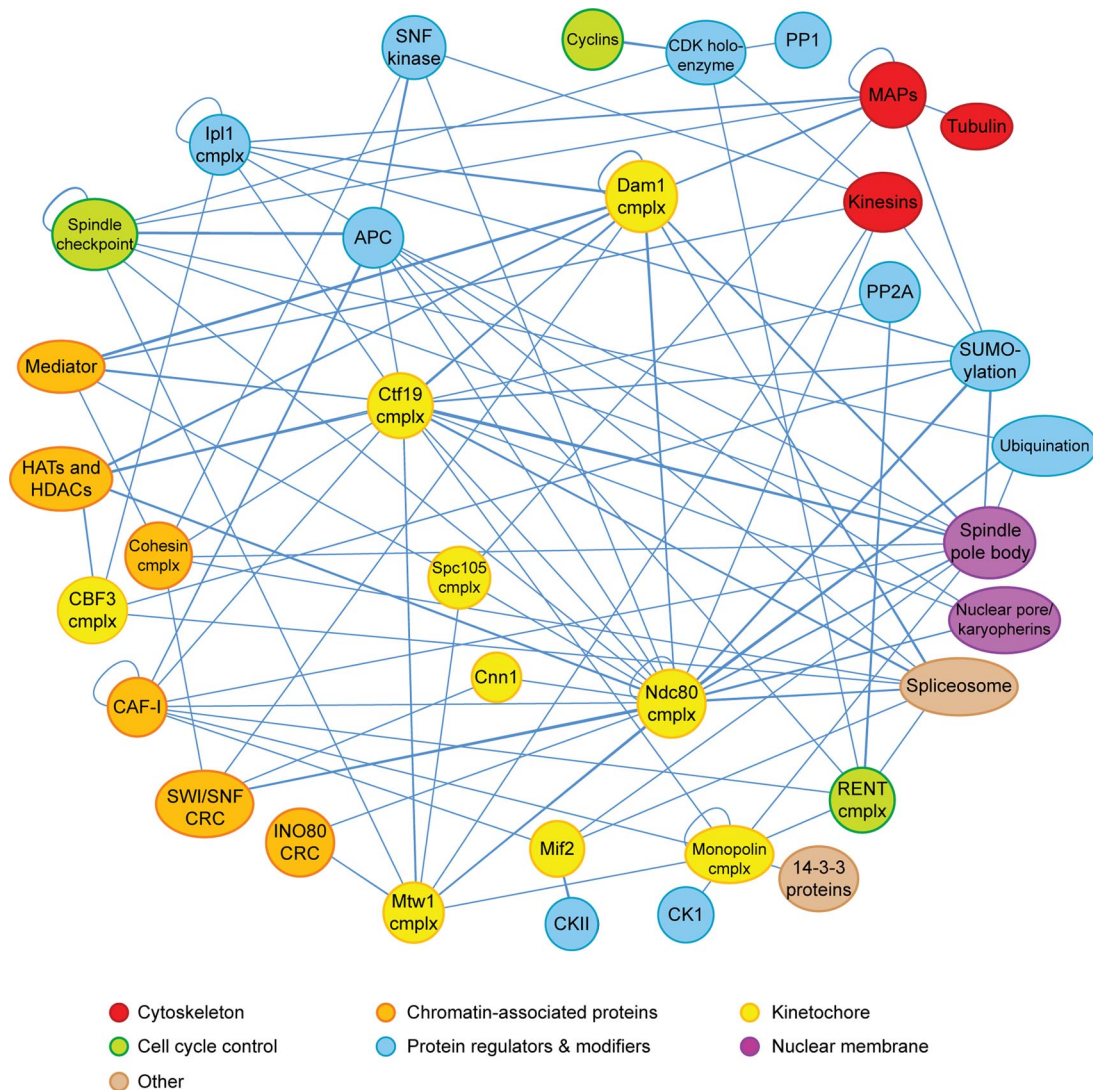 SNF
kinase
Cyclins
CDK holo-
enzyme
PP1
MAPs
Tubulin
Ipl1
cmplx
Dam1
cmplx
Kinesins
Spindle
checkpoint
APC
PP2A
Mediator
SUMO-
ylation
Ctf19
cmplx
Ubiquination
HATs and
HDACs
Spindle
pole body
Cohesin
cmplx
Spc105
cmplx
CBF3
cmplx
Nuclear pore/
karyopherins
Cnn1
Ndc80
cmplx
Spliceosome
CAF-I
SWI/SNF
CRC
RENT
cmplx
INO80
CRC
Mif2
Monopolin
cmplx
14-3-3
proteins
Mtw1
cmplx
CKII
CK1
Cytoskeleton
Chromatin-associated proteins
Kinetochore
Cell cycle control
Protein regulators & modifiers
Nuclear membrane
Other